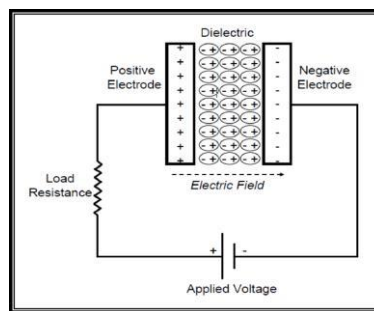 Dielectric
Positive
Electrode
Negative
Electrode
Load
Resistance
Electric Field
+ -
Applied Voltage